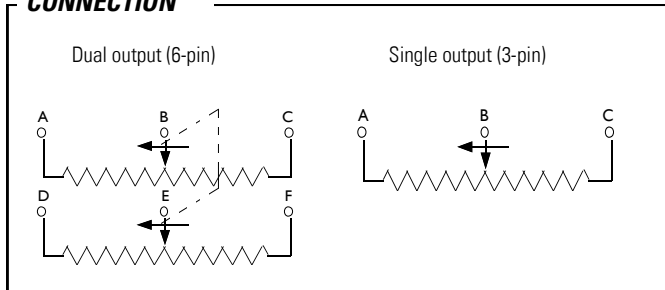 CONNECTION
Dual output (6-pin)
Single output (3-pin)
A B C
A B C
D E F